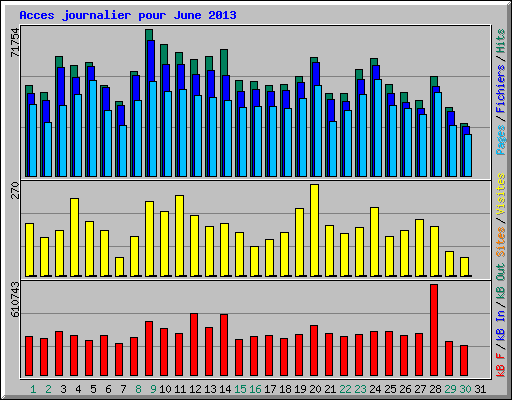 Acces journalier pour June 2013
71754
Pages / Fichiers / Hits
270
Sites / Visites
610743
kB F / kB In / kB Out
1 2 3 4 5 6 7 8 9 10 11 12 13 14 15 16 17 18 19 20 21 22 23 24 25 26 27 28 29 30 31